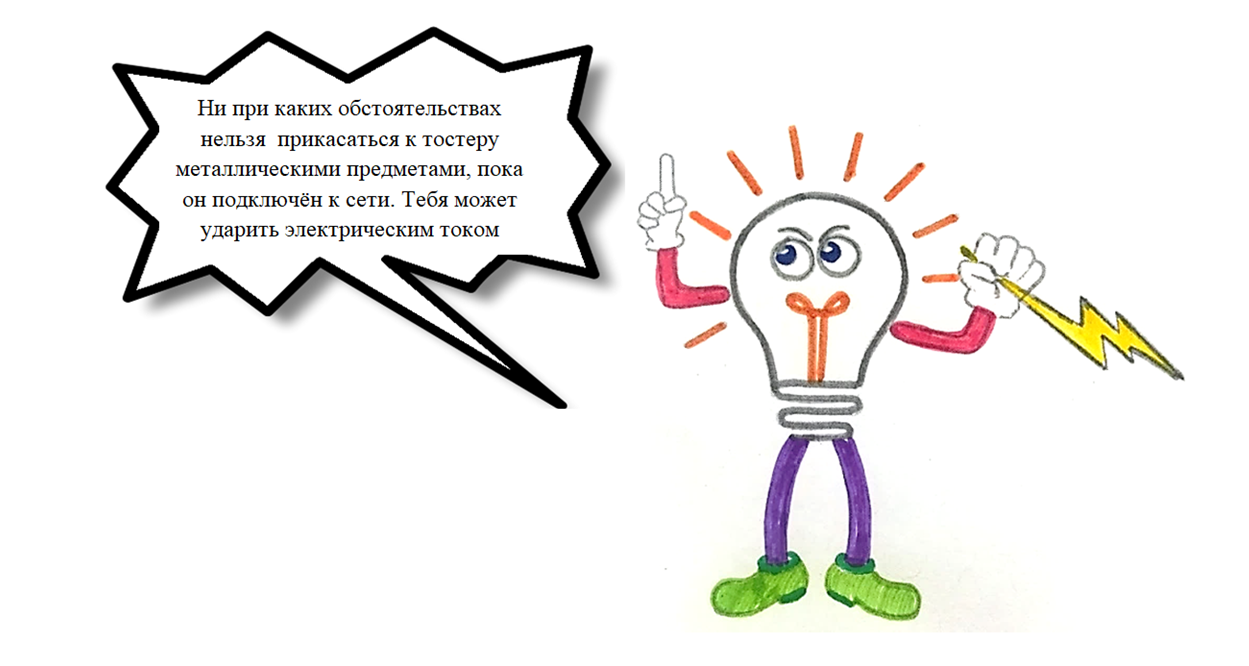 Ни при каких обстоятельствах
нельзя прикасаться к тостеру
металлическими предметами, пока
он подключён к сети. Тебя может
ударить электрическим током